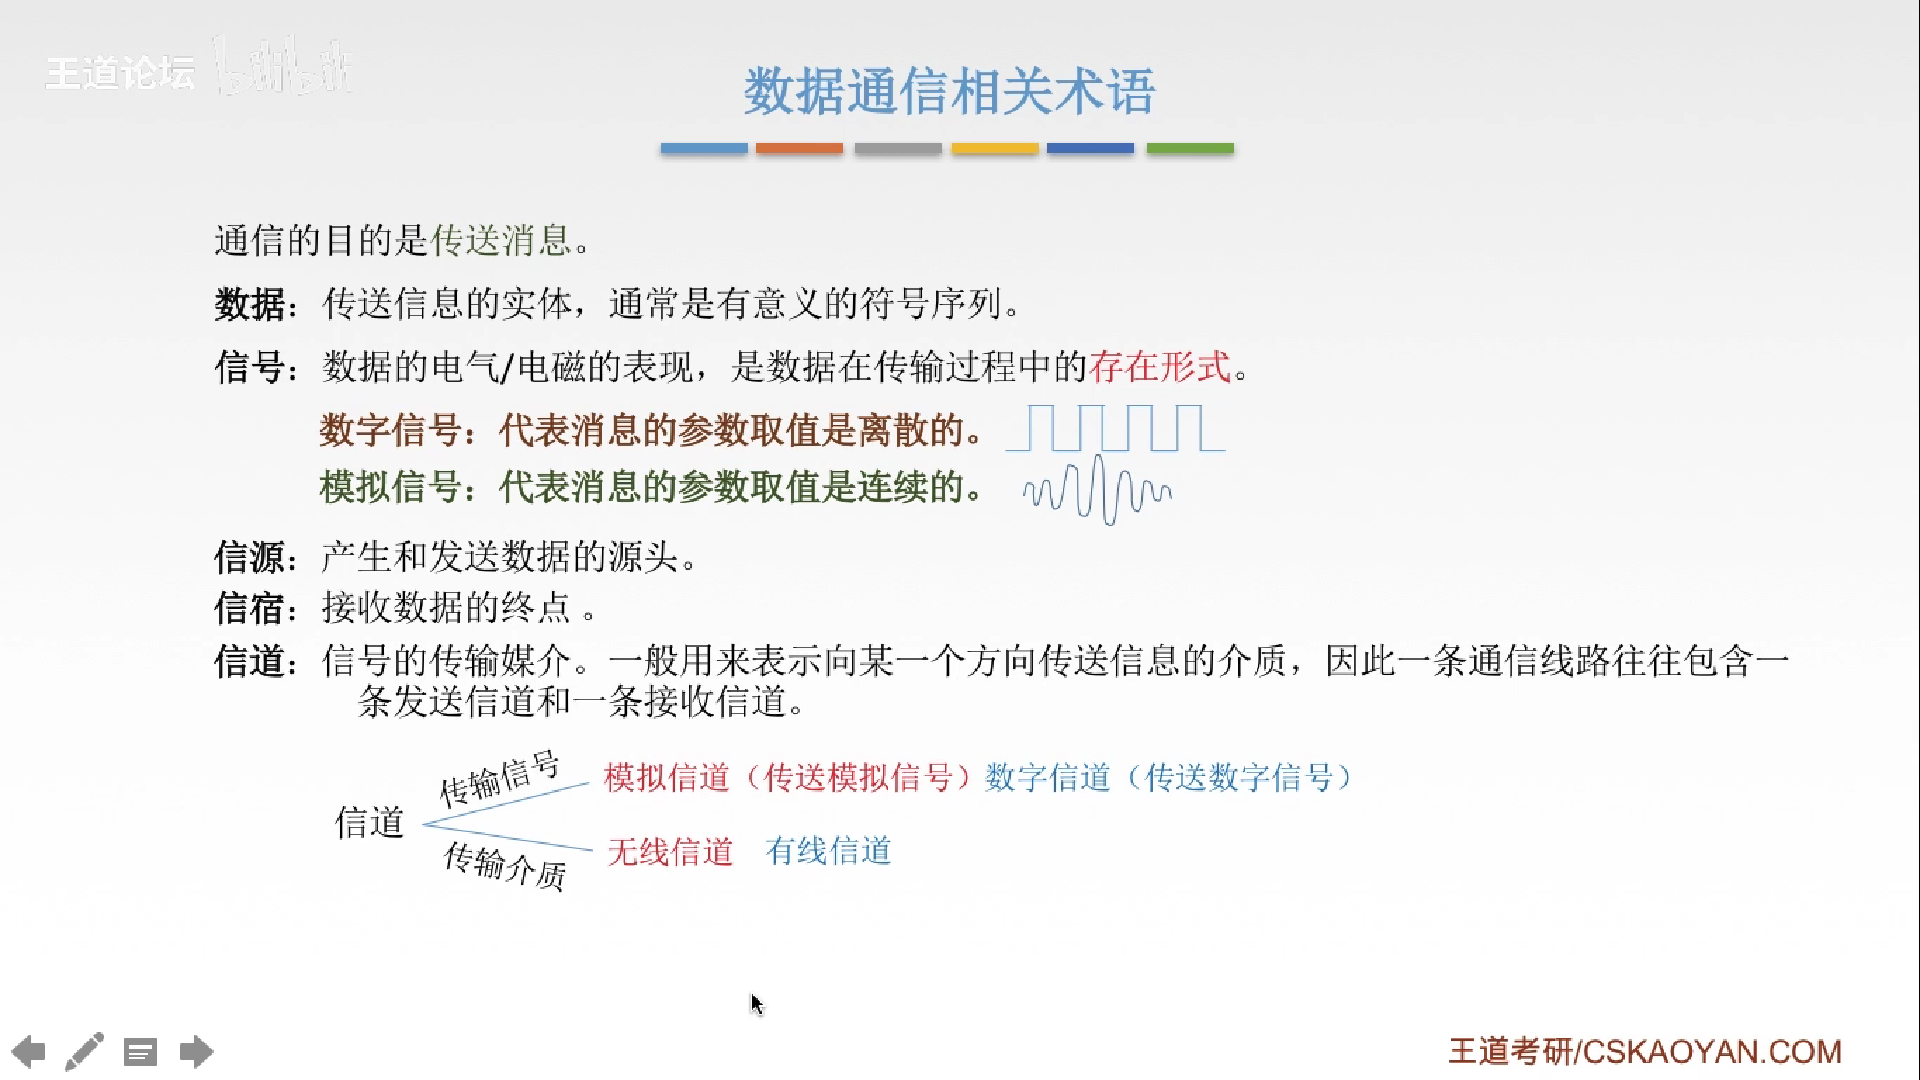 王道论坛 bilibili
数据通信相关术语
通信的目的是传送消息。
数据：传送信息的实体，通常是有意义的符号序列。
信号：数据的电气/电磁的表现，是数据在传输过程中的存在形式。
数字信号：代表消息的参数取值是离散的。
模拟信号：代表消息的参数取值是连续的。
信源：产生和发送数据的源头。
信宿：接收数据的终点 。
信道：信号的传输媒介。一般用来表示向某一个方向传送信息的介质，因此一条通信线路往往包含一
条发送信道和一条接收信道。
传输信号
模拟信道（传送模拟信号）数字信道（传送数字信号）
信道
传输介质
无线信道 有线信道
王道考研/CSKAOYAN.COM